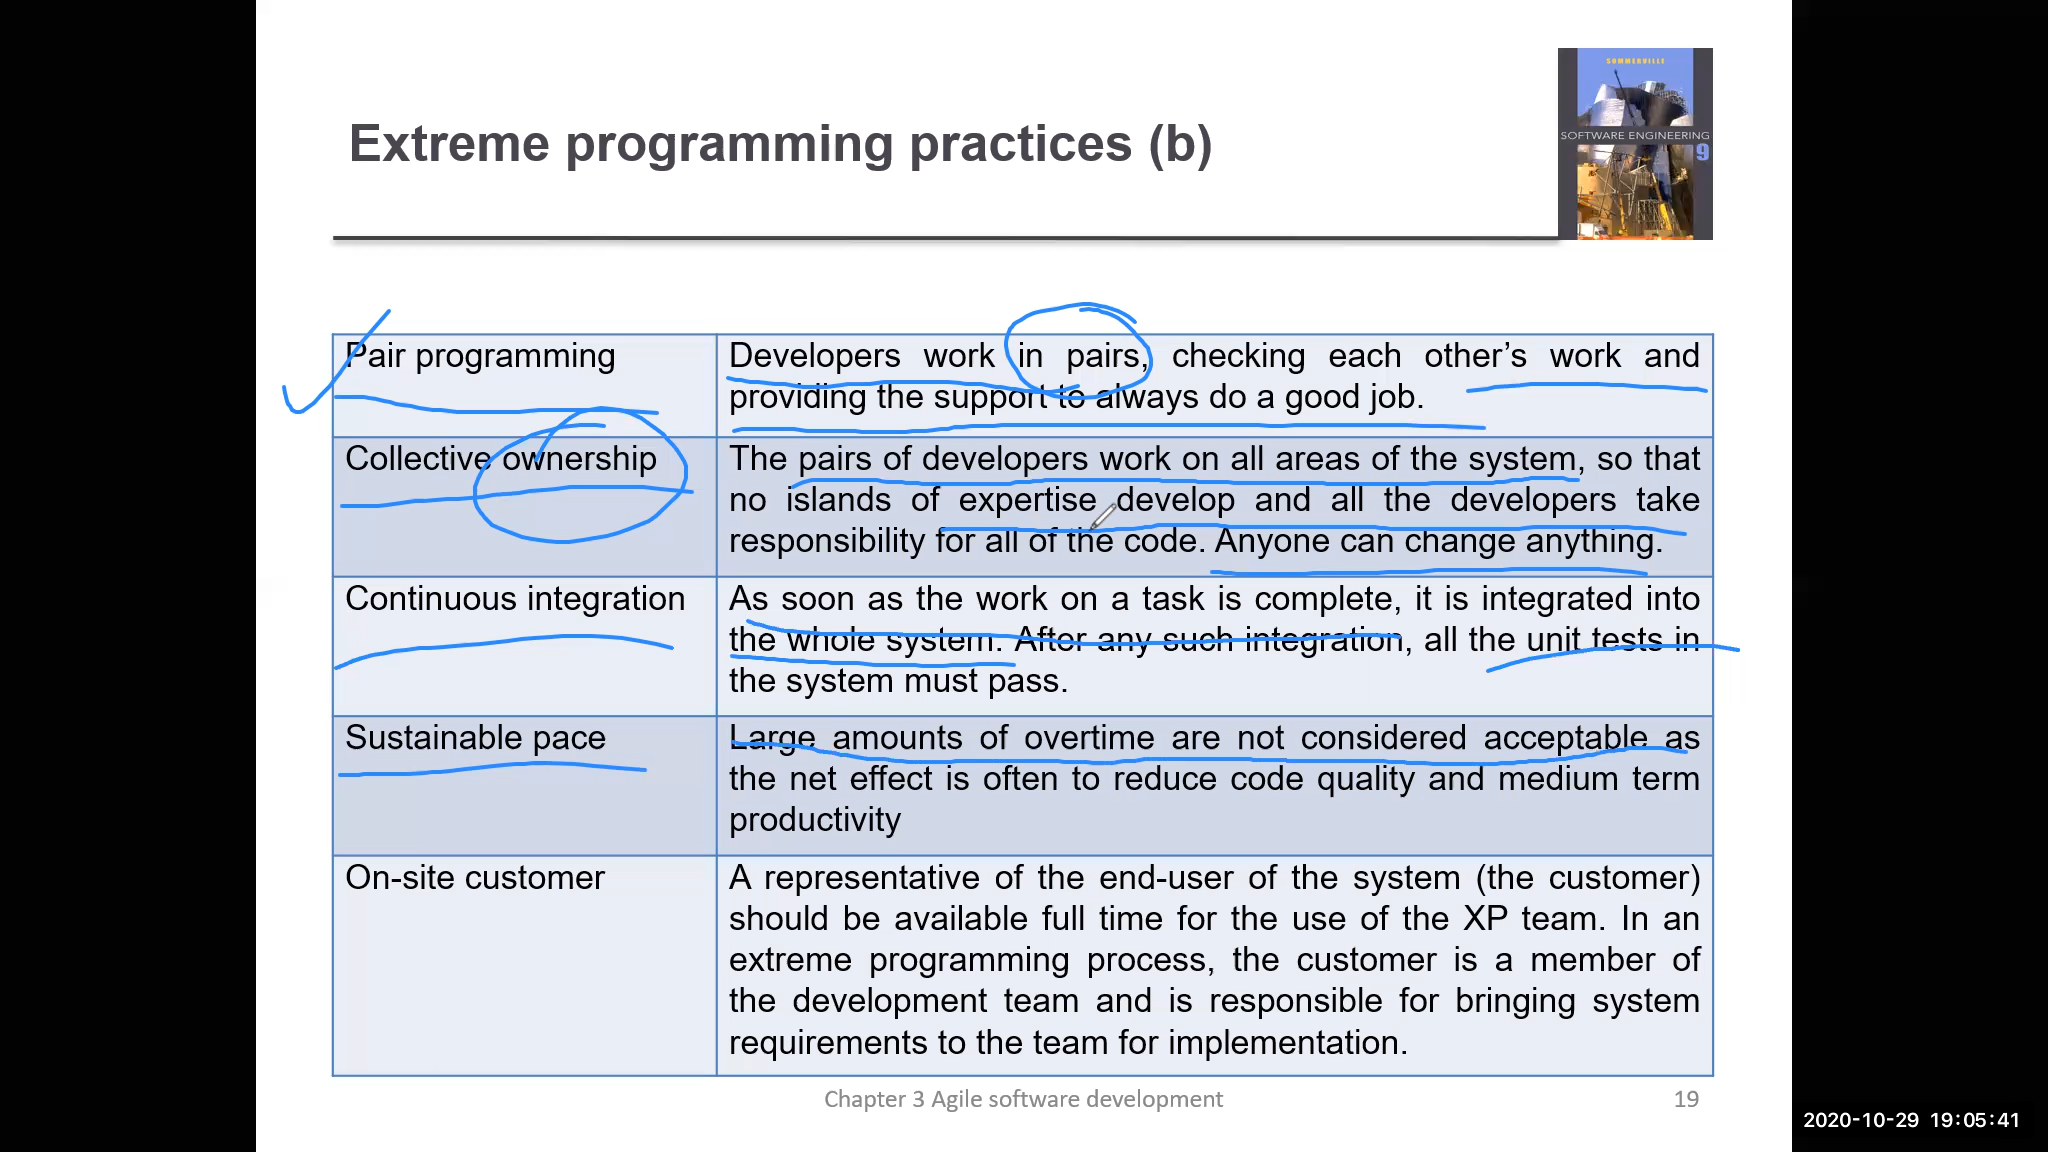 SOMMERVILLE
SOFTWARE ENGINEERING
9
Extreme programming practices (b)
Pair programming
Developers work in pairs, checking each other’s work and
providing the support to always do a good job.
Collective ownership
The pairs of developers work on all areas of the system, so that
no islands of expertise develop and all the developers take
responsibility for all of the code. Anyone can change anything.
Continuous integration
As soon as the work on a task is complete, it is integrated into
the whole system. After any such integration, all the unit tests in
the system must pass.
Sustainable pace
Large amounts of overtime are not considered acceptable as
the net effect is often to reduce code quality and medium term
productivity
On-site customer
A representative of the end-user of the system (the customer)
should be available full time for the use of the XP team. In an
extreme programming process, the customer is a member of
the development team and is responsible for bringing system
requirements to the team for implementation.
Chapter 3 Agile software development
19
2020-10-29 19:05:41